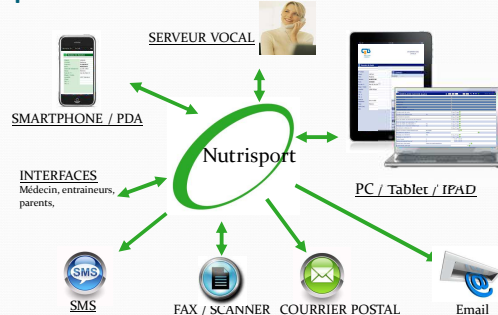 SERVEUR VOCAL
SMARTPHONE / PDA
Nutrisport
INTERFACES
Médecin, entraineurs,
parents,
PC / Tablet / IPAD
SMS
SMS
FAX / SCANNER
COURRIER POSTAL
Email